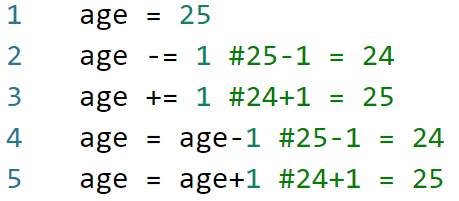 1 age = 25
2 age -= 1 #25-1 = 24
3 age += 1 #24+1 = 25
4 age = age-1 #25-1 = 24
5 age = age+1 #24+1 = 25